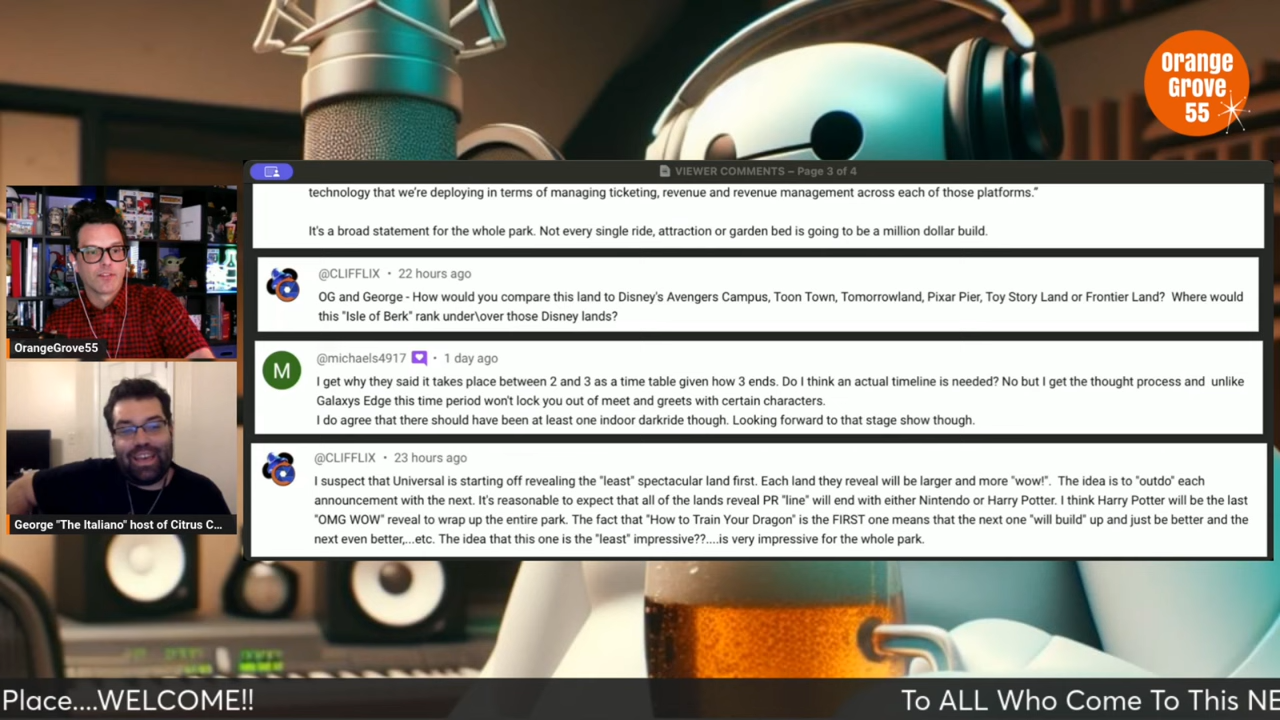 Orange
Grove
55
VIEWER COMMENTS – Page 3 of 4
technology that we're deploying in terms of managing ticketing, revenue and revenue management across each of those platforms."
It's a broad statement for the whole park. Not every single ride, attraction or garden bed is going to be a million dollar build.
@CLIFFLIX • 22 hours ago
OG and George - How would you compare this land to Disney's Avengers Campus, Toon Town, Tomorrowland, Pixar Pier, Toy Story Land or Frontier Land? Where would
this "Isle of Berk" rank under\over those Disney lands?
M
@michaels4917 • 1 day ago
I get why they said it takes place between 2 and 3 as a time table given how 3 ends. Do I think an actual timeline is needed? No but I get the thought process and unlike
Galaxys Edge this time period won't lock you out of meet and greets with certain characters.
I do agree that there should have been at least one indoor darkride though. Looking forward to that stage show though.
@CLIFFLIX • 23 hours ago
I suspect that Universal is starting off revealing the "least" spectacular land first. Each land they reveal will be larger and more "wow!". The idea is to "outdo" each
announcement with the next. It's reasonable to expect that all of the lands reveal PR "line" will end with either Nintendo or Harry Potter. I think Harry Potter will be the last
"OMG WOW" reveal to wrap up the entire park. The fact that "How to Train Your Dragon" is the FIRST one means that the next one "will build" up and just be better and the
next even better,...etc. The idea that this one is the "least" impressive??....is very impressive for the whole park.
OrangeGrove55
George "The Italiano" host of Citrus C...
Place....WELCOME!!
To ALL Who Come To This NE